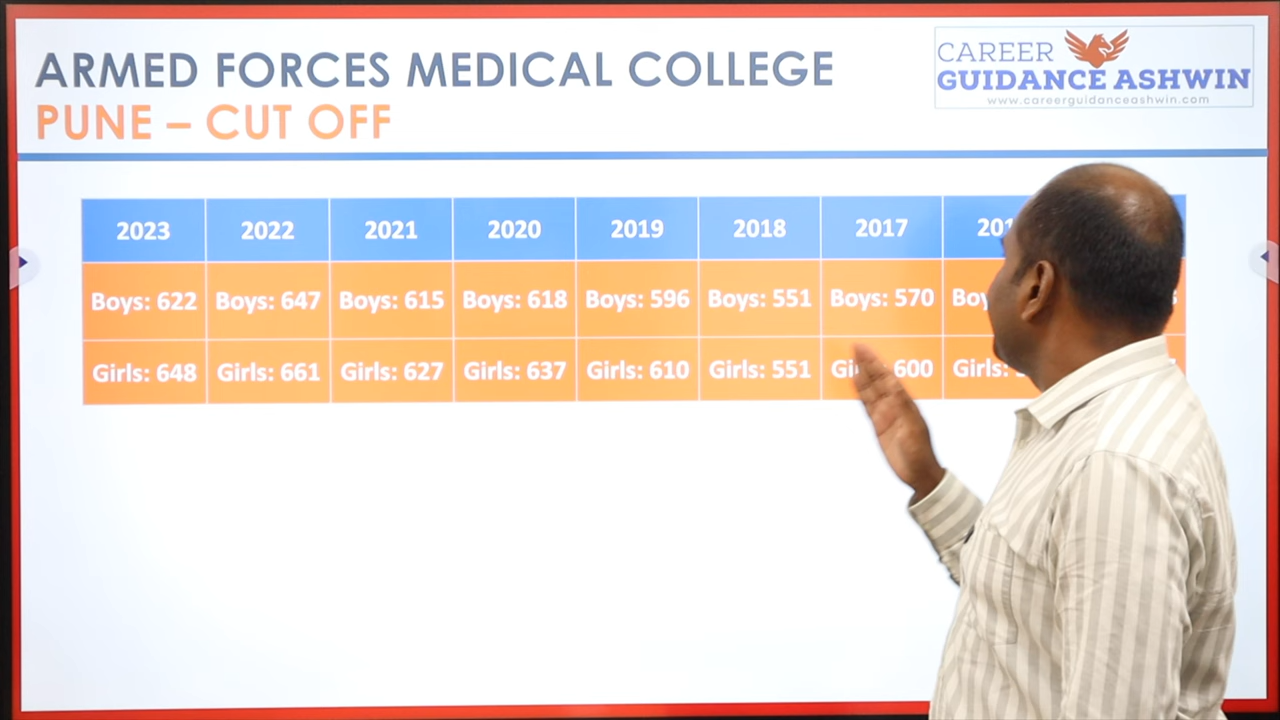 ARMED FORCES MEDICAL COLLEGE
PUNE – CUT OFF
CAREER
GUIDANCE ASHWIN
www.careerguidanceashwin.com
2023 2022 2021 2020 2019 2018 2017
Boys: 622 Boys: 647 Boys: 615 Boys: 618 Boys: 596 Boys: 551 Boys: 570
Girls: 648 Girls: 661 Girls: 627 Girls: 637 Girls: 610 Girls: 551 600 Girls: